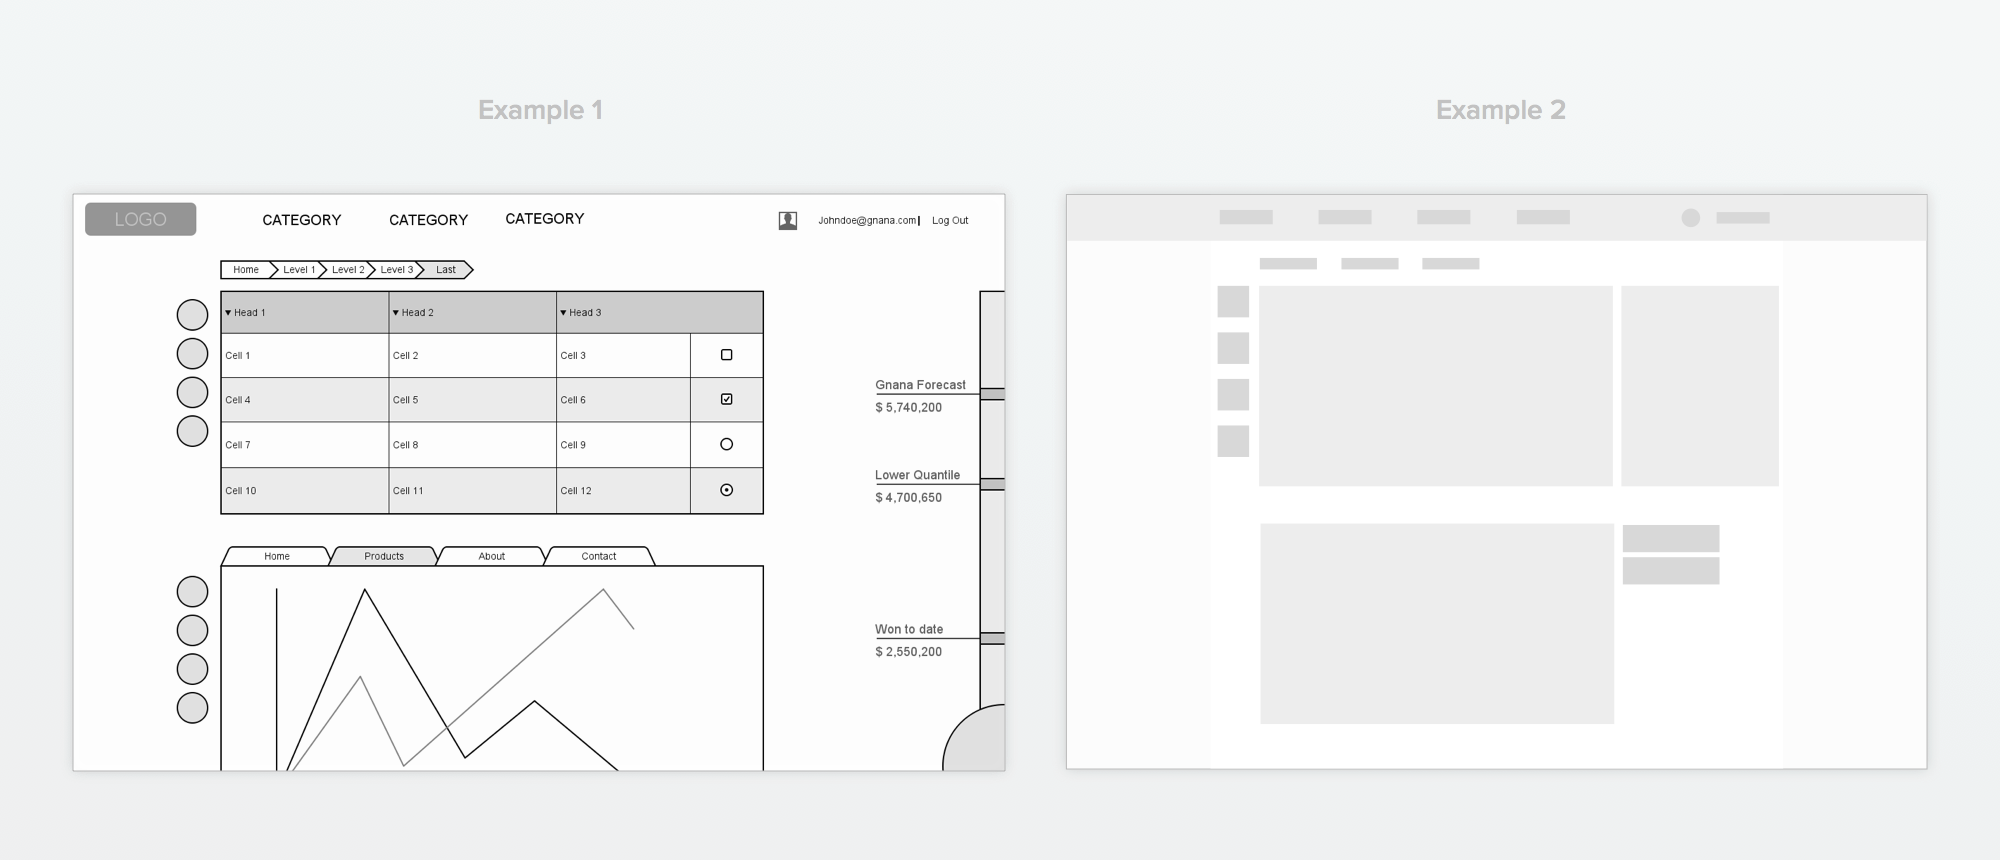 Example 1
Example 2
LOGO
CATEGORY CATEGORY CATEGORY
Johndoe@gnana.com| Log Out
Home Level 1 Level 2 Level 3 Last
▼ Head 1 ▼ Head 2 ▼ Head 3
Cell 1 Cell 2 Cell 3
Cell 4 Cell 5 Cell 6
Cell 7 Cell 8 Cell 9
Cell 10 Cell 11 Cell 12
Gnana Forecast
$ 5,740,200
Lower Quantile
$ 4,700,650
Home Products About Contact
Won to date
$ 2,550,200